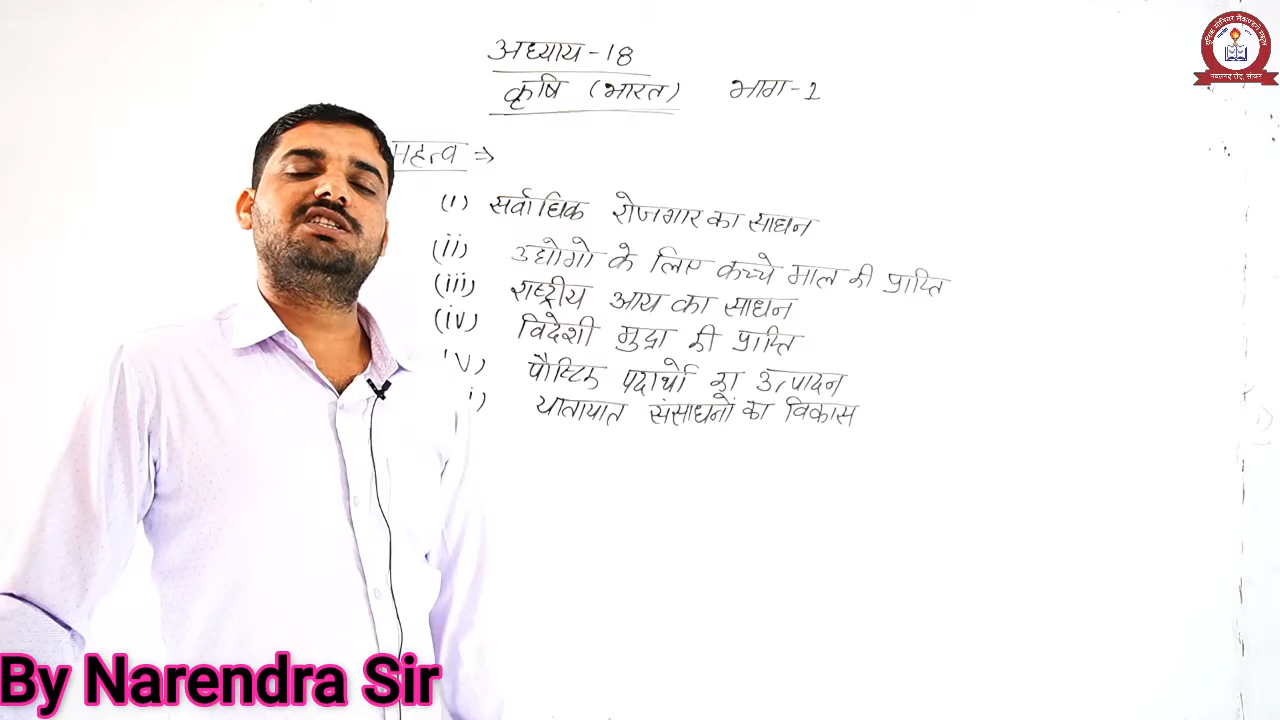 अध्याय-18
कृषि (भारत) भाग-1
महत्व ⇒
(i) सर्वाधिक रोजगार का साधन
(ii) उद्योगो के लिए कच्चे माल की प्राप्ति
(iii) राष्ट्रीय आय का साधन
(iv) विदेशी मुद्रा की प्राप्ति
V) पौष्टिक पदार्थो का उत्पादन
i) यातायात संसाधनों का विकास
By Narendra Sir